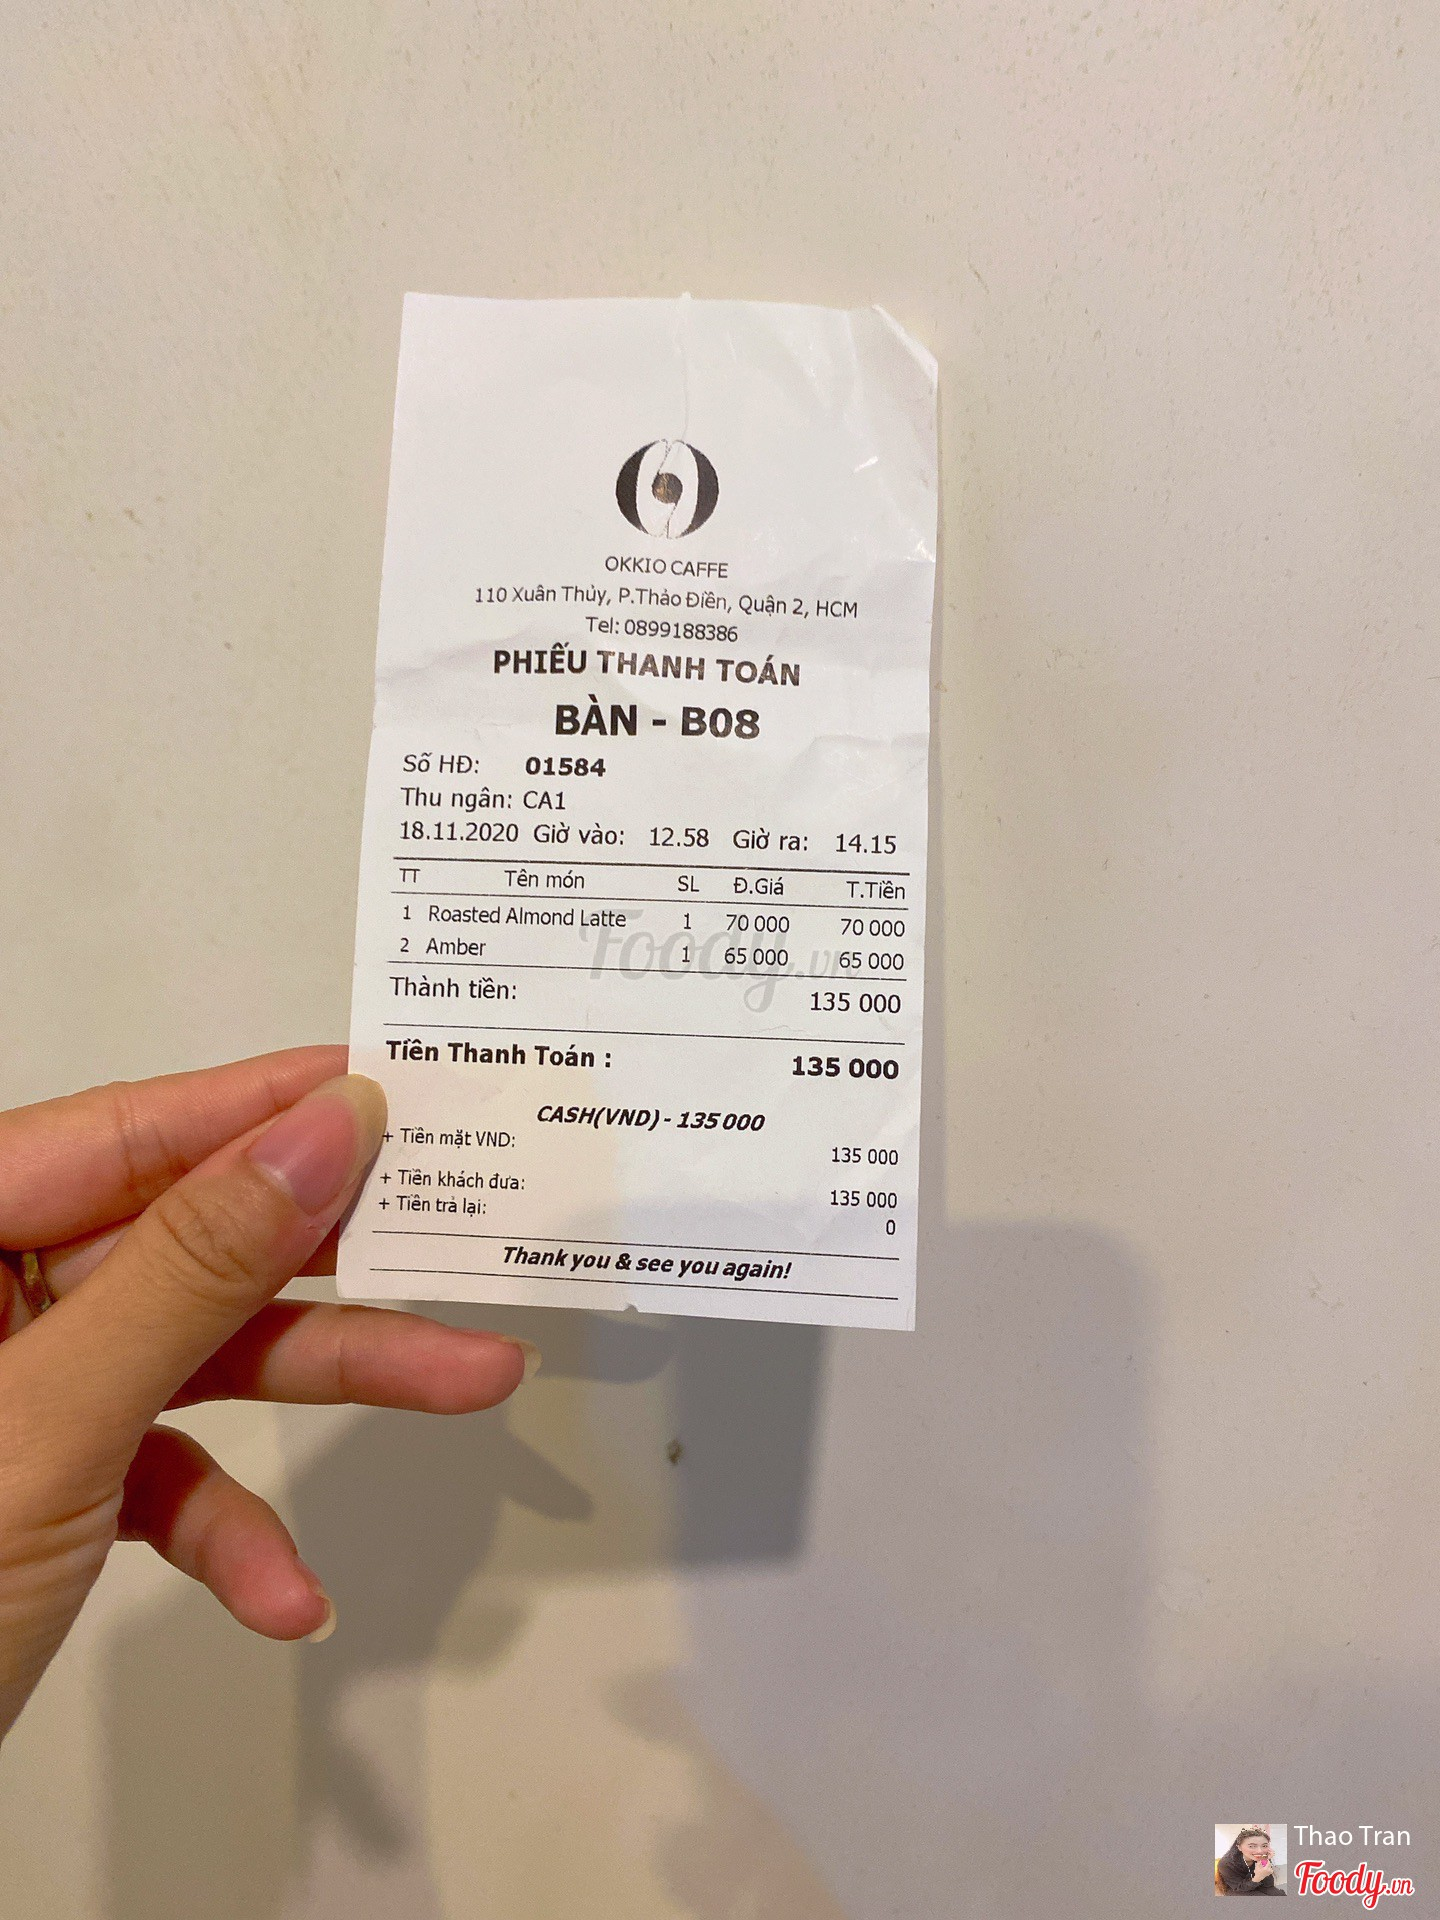 OKKIO CAFFE
110 Xuân Thủy, P.Thảo Điền, Quận 2, HCM
Tel: 0899188386
PHIẾU THANH TOÁN
BÀN - B08
Số HĐ: 01584
Thu ngân: CA1
18.11.2020 Giờ vào: 12.58 Giờ ra: 14.15
TT Tên món SL Đ.Giá T.Tiền
1 Roasted Almond Latte 1 70 000 70 000
2 Amber 1 65 000 65 000
Foody.vn
Thành tiền: 135 000
Tiền Thanh Toán : 135 000
CASH(VND) - 135 000
+ Tiền mặt VND: 135 000
+ Tiền khách đưa: 135 000
+ Tiền trả lại: 0
Thank you & see you again!
Thao Tran
Foody.vn